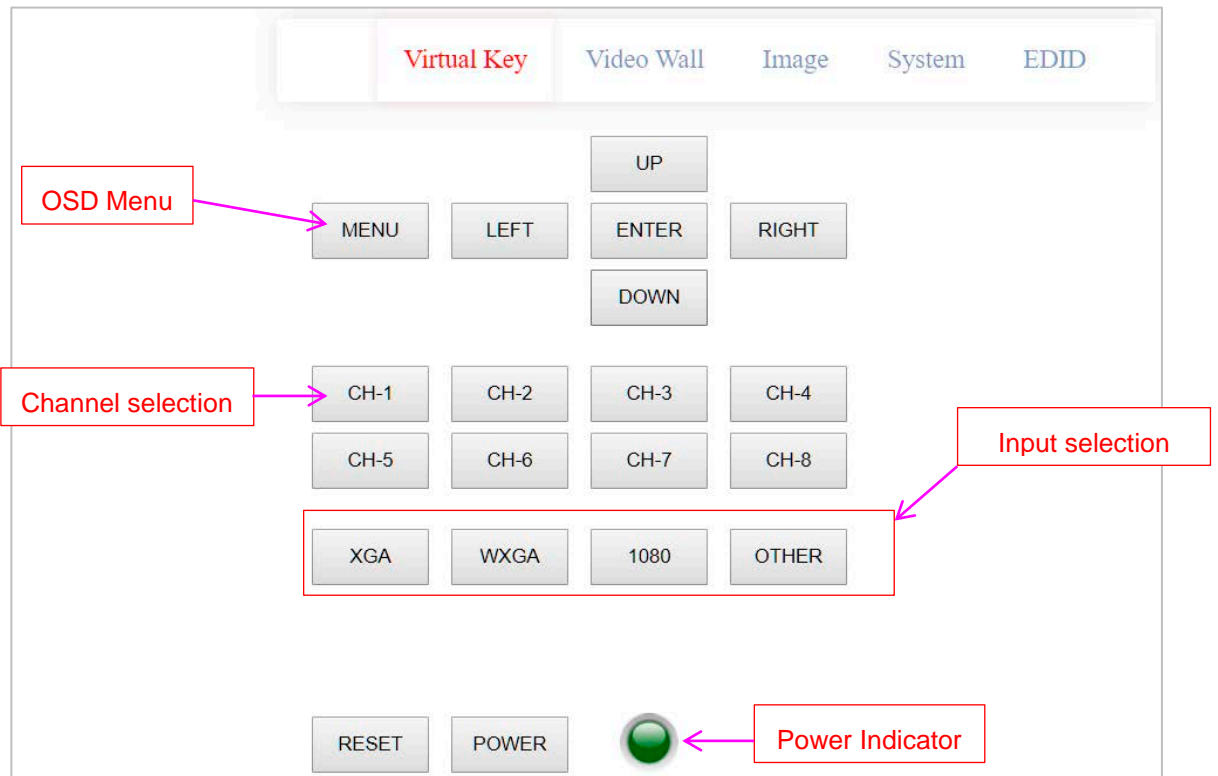 Virtual Key Video Wall Image System EDID
UP
OSD Menu
MENU LEFT ENTER RIGHT
DOWN
CH-1 CH-2 CH-3 CH-4
Channel selection
Input selection
CH-5 CH-6 CH-7 CH-8
XGA WXGA 1080 OTHER
RESET POWER Power Indicator